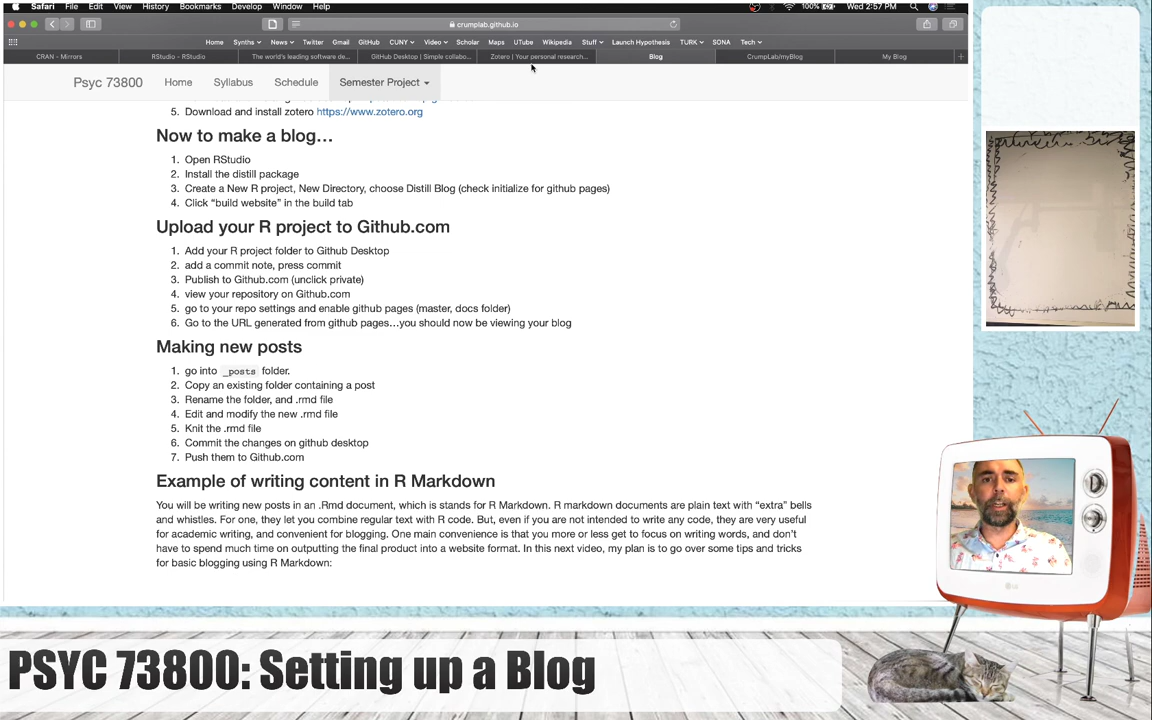 Safari File Edit View History Bookmarks Develop Window Help 100% Wed 2:57 PM
crumplab.github.io
Home Synths News Twitter Gmail GitHub CUNY Video Scholar Maps UTube Wikipedia Stuff Launch Hypothesis TURK SONA Tech
CRAN - Mirrors RStudio - RStudio The world's leading software de... GitHub Desktop | Simple collabo... Zotero | Your personal research... Blog CrumpLab/myBlog My Blog
Psyc 73800 Home Syllabus Schedule Semester Project
5. Download and install zotero https://www.zotero.org
Now to make a blog…
1. Open RStudio
2. Install the distill package
3. Create a New R project, New Directory, choose Distill Blog (check initialize for github pages)
4. Click “build website” in the build tab
Upload your R project to Github.com
1. Add your R project folder to Github Desktop
2. add a commit note, press commit
3. Publish to Github.com (unclick private)
4. view your repository on Github.com
5. go to your repo settings and enable github pages (master, docs folder)
6. Go to the URL generated from github pages…you should now be viewing your blog
Making new posts
1. go into _posts folder.
2. Copy an existing folder containing a post
3. Rename the folder, and .rmd file
4. Edit and modify the new .rmd file
5. Knit the .rmd file
6. Commit the changes on github desktop
7. Push them to Github.com
Example of writing content in R Markdown
You will be writing new posts in an .Rmd document, which is stands for R Markdown. R markdown documents are plain text with “extra” bells
and whistles. For one, they let you combine regular text with R code. But, even if you are not intended to write any code, they are very useful
for academic writing, and convenient for blogging. One main convenience is that you more or less get to focus on writing words, and don’t
have to spend much time on outputting the final product into a website format. In this next video, my plan is to go over some tips and tricks
for basic blogging using R Markdown:
LG
PSYC 73800: Setting up a Blog